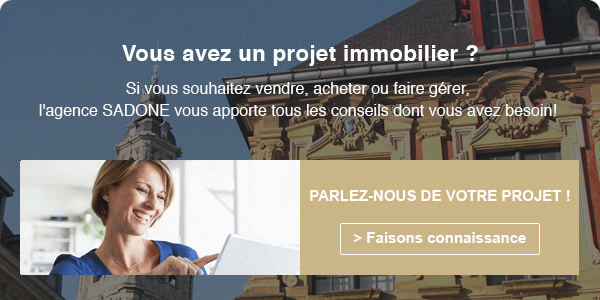 Vous avez un projet immobilier ?
Si vous souhaitez vendre, acheter ou faire gérer,
l'agence SADONE vous apporte tous les conseils dont vous avez besoin!
PARLEZ-NOUS DE VOTRE PROJET !
> Faisons connaissance